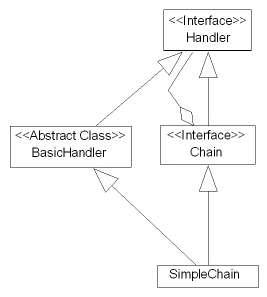 <<Interface>>
Handler
<<Abstract Class>>
BasicHandler
<<Interface>>
Chain
SimpleChain